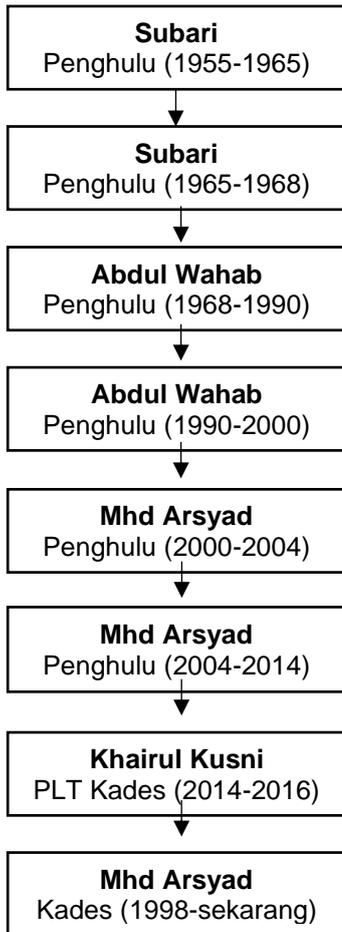 Subari
Penghulu (1955-1965)
Subari
Penghulu (1965-1968)
Abdul Wahab
Penghulu (1968-1990)
Abdul Wahab
Penghulu (1990-2000)
Mhd Arsyad
Penghulu (2000-2004)
Mhd Arsyad
Penghulu (2004-2014)
Khairul Kusni
PLT Kades (2014-2016)
Mhd Arsyad
Kades (1998-sekarang)